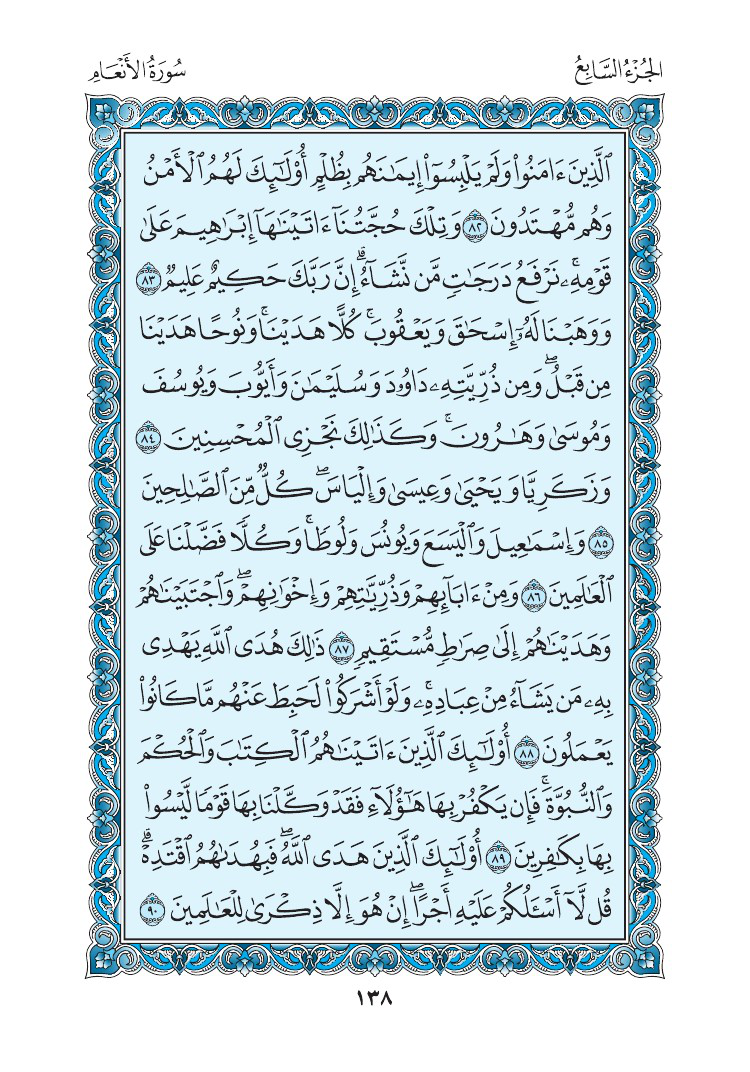 الجُزْءُ السَّابِعُ
سُورَةُ الأَنْعَامِ
ٱلَّذِينَ ءَامَنُوا۟ وَلَمْ يَلْبِسُوٓا۟ إِيمَـٰنَهُم بِظُلْمٍ أُو۟لَـٰٓئِكَ لَهُمُ ٱلْأَمْنُ
وَهُم مُّهْتَدُونَ ٨٢ وَتِلْكَ حُجَّتُنَآ ءَاتَيْنَـٰهَآ إِبْرَٰهِيمَ عَلَىٰ
قَوْمِهِۦ ۚ نَرْفَعُ دَرَجَـٰتٍ مَّن نَّشَآءُ ۗ إِنَّ رَبَّكَ حَكِيمٌ عَلِيمٌ ٨٣
وَوَهَبْنَا لَهُۥٓ إِسْحَـٰقَ وَيَعْقُوبَ ۚ كُلًّا هَدَيْنَا ۚ وَنُوحًا هَدَيْنَا
مِن قَبْلُ ۖ وَمِن ذُرِّيَّتِهِۦ دَاوُۥدَ وَسُلَيْمَـٰنَ وَأَيُّوبَ وَيُوسُفَ
وَمُوسَىٰ وَهَـٰرُونَ ۚ وَكَذَٰلِكَ نَجْزِى ٱلْمُحْسِنِينَ ٨٤
وَزَكَرِيَّا وَيَحْيَىٰ وَعِيسَىٰ وَإِلْيَاسَ ۖ كُلٌّ مِّنَ ٱلصَّـٰلِحِينَ
٨٥ وَإِسْمَـٰعِيلَ وَٱلْيَسَعَ وَيُونُسَ وَلُوطًا ۚ وَكُلًّا فَضَّلْنَا عَلَى
ٱلْعَـٰلَمِينَ ٨٦ وَمِنْ ءَابَآئِهِمْ وَذُرِّيَّـٰتِهِمْ وَإِخْوَٰنِهِمْ ۖ وَٱجْتَبَيْنَـٰهُمْ
وَهَدَيْنَـٰهُمْ إِلَىٰ صِرَٰطٍ مُّسْتَقِيمٍ ٨٧ ذَٰلِكَ هُدَى ٱللَّهِ يَهْدِى
بِهِۦ مَن يَشَآءُ مِنْ عِبَادِهِۦ ۚ وَلَوْ أَشْرَكُوا۟ لَحَبِطَ عَنْهُم مَّا كَانُوا۟
يَعْمَلُونَ ٨٨ أُو۟لَـٰٓئِكَ ٱلَّذِينَ ءَاتَيْنَـٰهُمُ ٱلْكِتَـٰبَ وَٱلْحُكْمَ
وَٱلنُّبُوَّةَ ۚ فَإِن يَكْفُرْ بِهَا هَـٰٓؤُلَآءِ فَقَدْ وَكَّلْنَا بِهَا قَوْمًا لَّيْسُوا۟
بِهَا بِكَـٰفِرِينَ ٨٩ أُو۟لَـٰٓئِكَ ٱلَّذِينَ هَدَى ٱللَّهُ ۖ فَبِهُدَىٰهُمُ ٱقْتَدِهْ ۗ
قُل لَّآ أَسْـَٔلُكُمْ عَلَيْهِ أَجْرًا ۖ إِنْ هُوَ إِلَّا ذِكْرَىٰ لِلْعَـٰلَمِينَ ٩٠
١٣٨